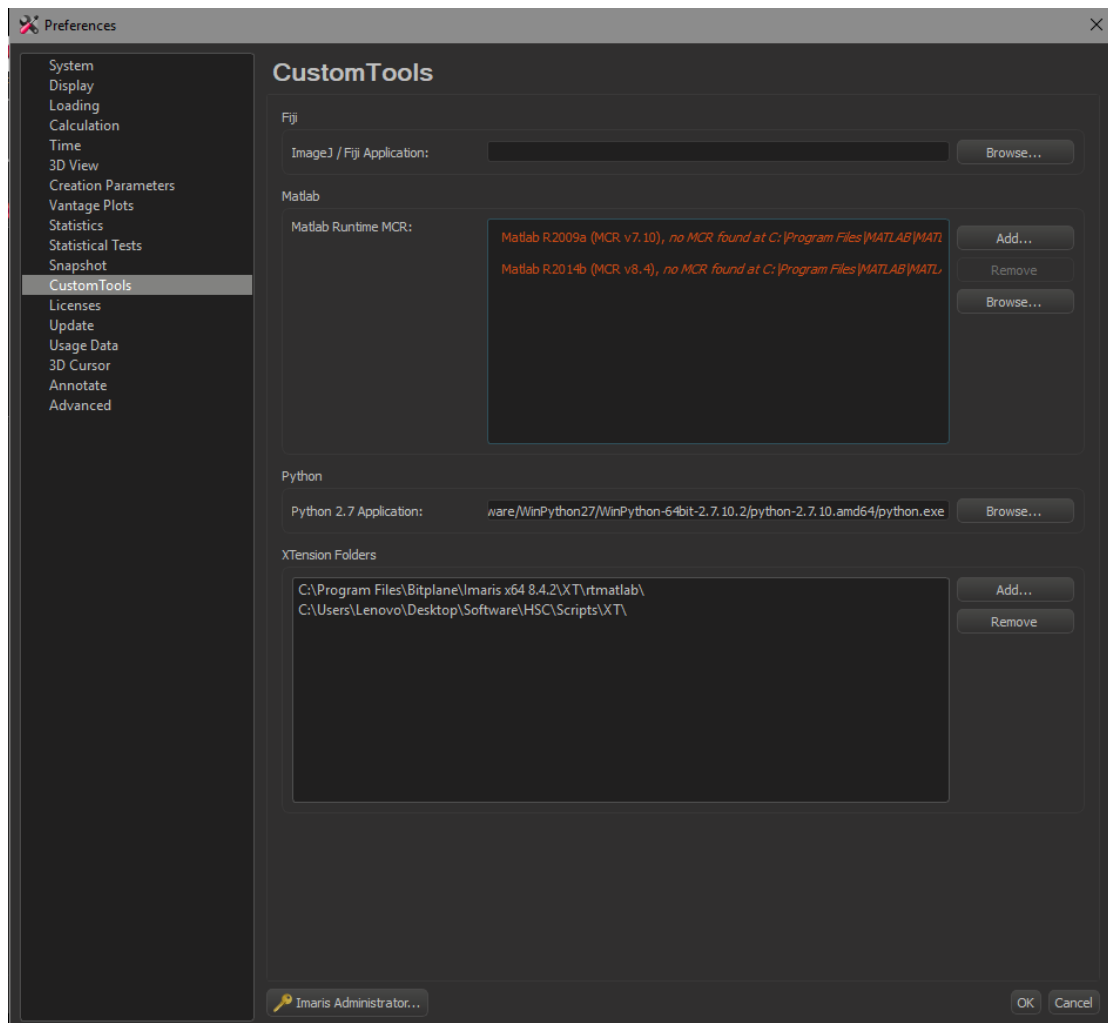 Preferences
System
Display
Loading
Calculation
Time
3D View
Creation Parameters
Vantage Plots
Statistics
Statistical Tests
Snapshot
CustomTools
Licenses
Update
Usage Data
3D Cursor
Annotate
Advanced
CustomTools
Fiji
ImageJ / Fiji Application:
Browse...
Matlab
Matlab Runtime MCR:
Matlab R2009a (MCR v7.10), no MCR found at C:\Program Files\MATLAB\MATL
Add...
Matlab R2014b (MCR v8.4), no MCR found at C:\Program Files\MATLAB\MATL
Remove
Browse...
Python
Python 2.7 Application:
ware/WinPython27/WinPython-64bit-2.7.10.2/python-2.7.10.amd64/python.exe
Browse...
XTension Folders
C:\Program Files\Bitplane\Imaris x64 8.4.2\XT\rtmatlab\
C:\Users\Lenovo\Desktop\Software\HSC\Scripts\XT\
Add...
Remove
Imaris Administrator...
OK
Cancel